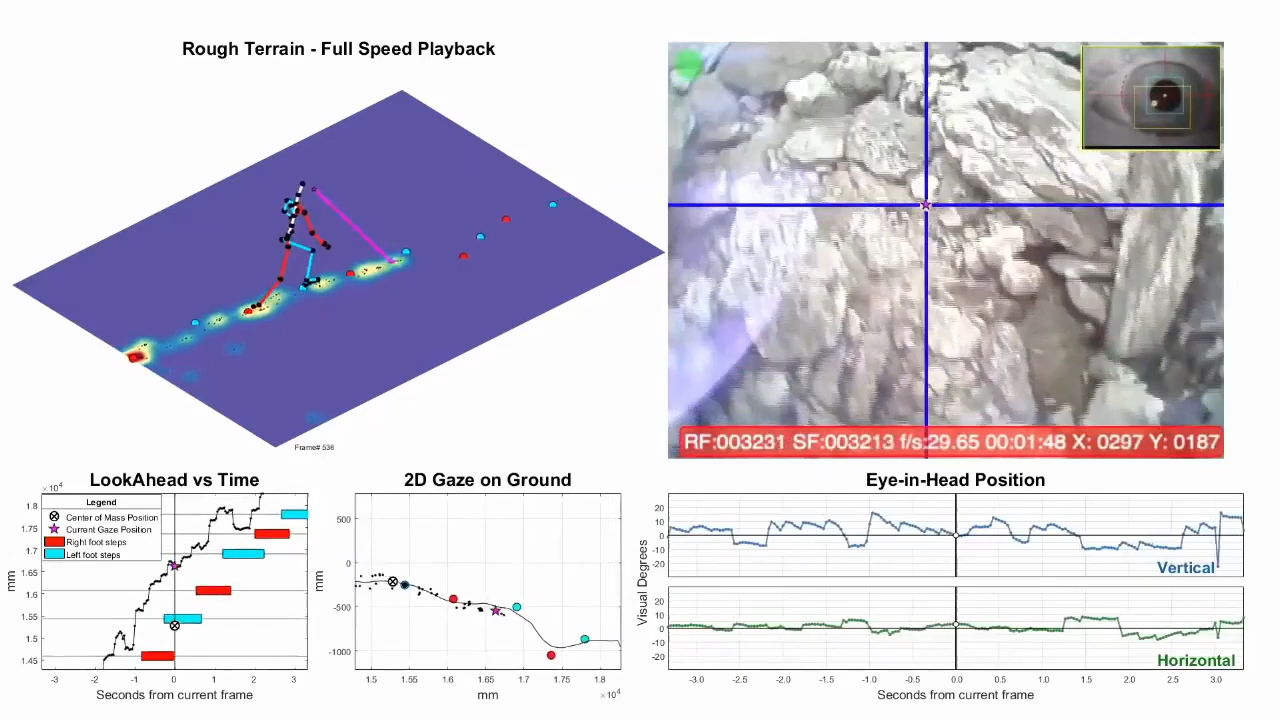 Rough Terrain - Full Speed Playback
Frame# 536
RF:003231 SF:003213 f/s:29.65 00:01:48 X: 0297 Y: 0187
LookAhead vs Time
×10⁴
Legend
Center of Mass Position
Current Gaze Position
Right foot steps
Left foot steps
1.8
1.75
1.7
1.65
1.6
1.55
1.5
1.45
mm
-3 -2 -1 0 1 2 3
Seconds from current frame
2D Gaze on Ground
500
0
-500
-1000
mm
1.5 1.55 1.6 1.65 1.7 1.75 1.8
mm
×10⁴
Eye-in-Head Position
Visual Degrees
20
10
0
-10
-20
Vertical
20
10
0
-10
-20
Horizontal
-3.0 -2.5 -2.0 -1.5 -1.0 -0.5 0 0.5 1.0 1.5 2.0 2.5 3.0
Seconds from current frame